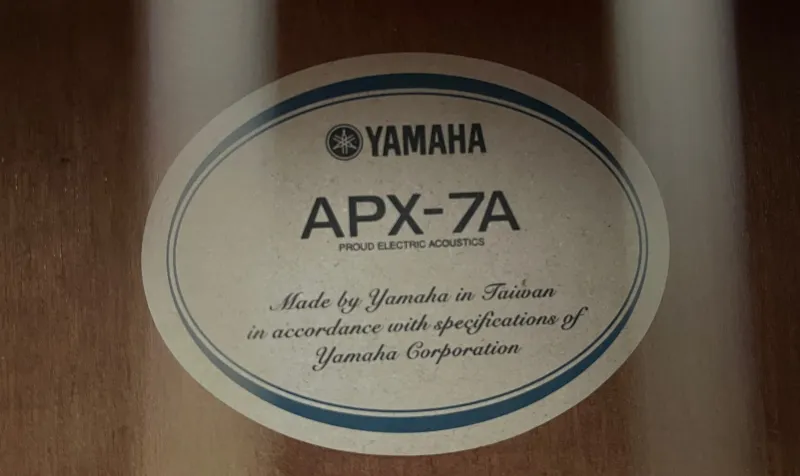 YAMAHA
APX-7A
PROUD ELECTRIC ACOUSTICS
Made by Yamaha in Taiwan
in accordance with specifications of
Yamaha Corporation